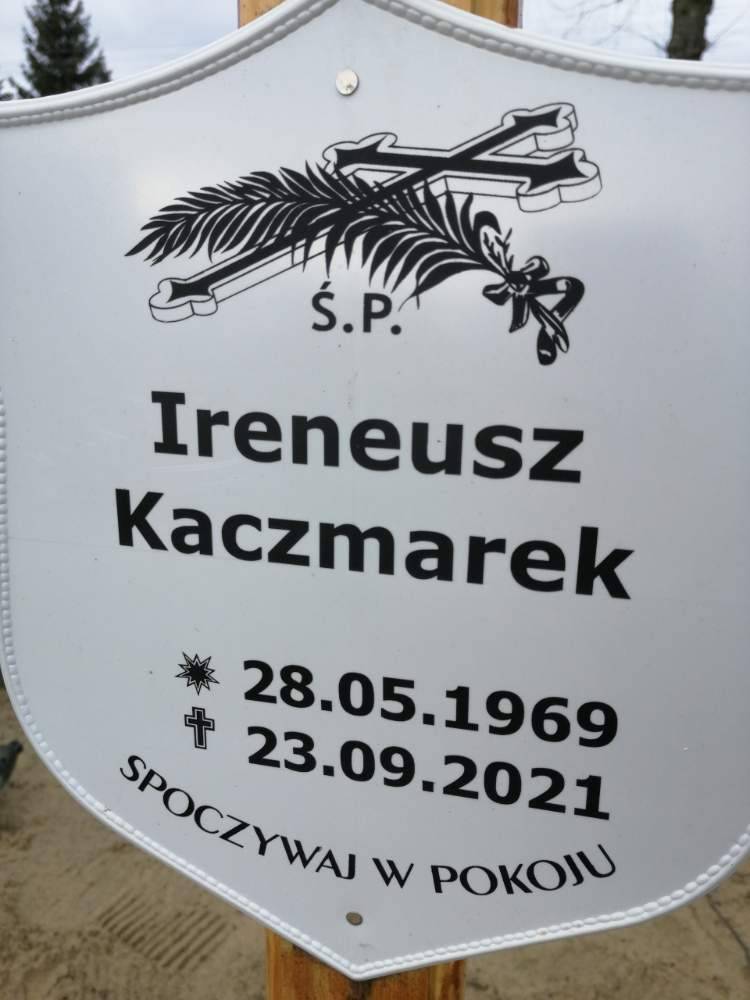 Ś.P.
Ireneusz
Kaczmarek
28.05.1969
23.09.2021
SPOCZYWAJ W POKOJU